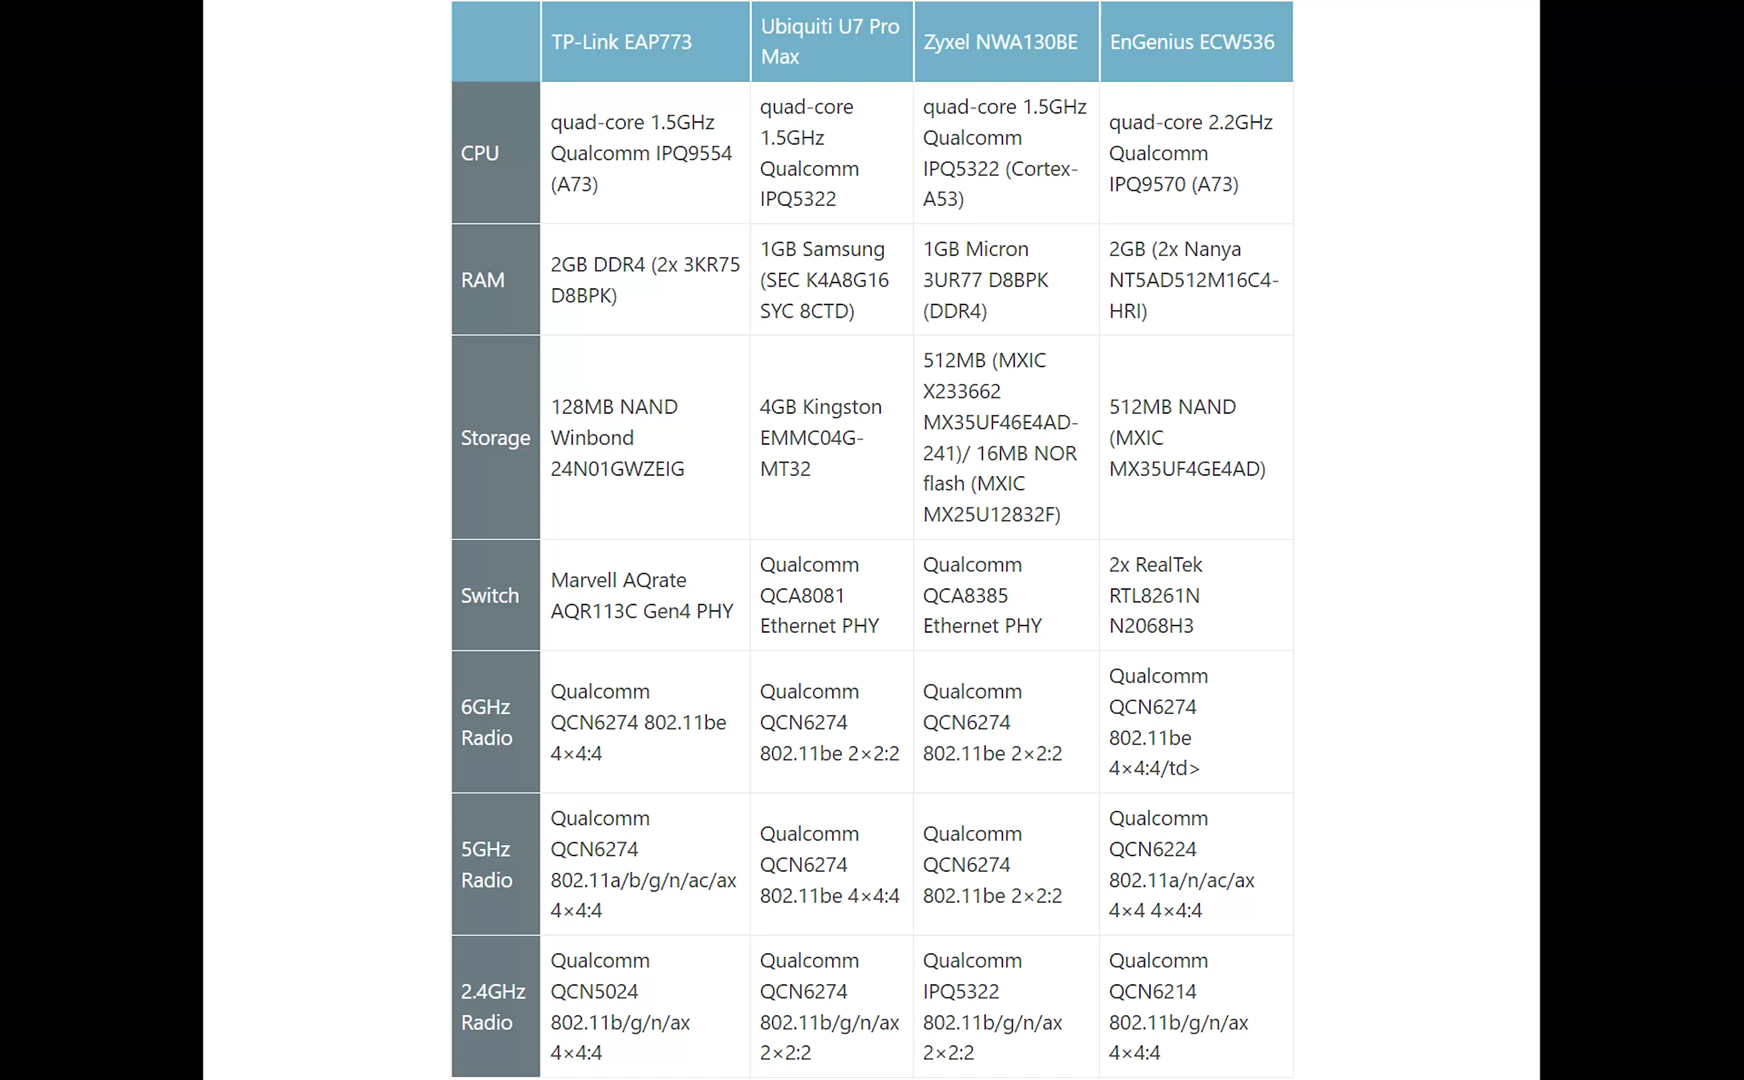 TP-Link EAP773
Ubiquiti U7 Pro
Max
Zyxel NWA130BE
EnGenius ECW536
CPU
quad-core 1.5GHz
Qualcomm IPQ9554
(A73)
quad-core
1.5GHz
Qualcomm
IPQ5322
quad-core 1.5GHz
Qualcomm
IPQ5322 (Cortex-
A53)
quad-core 2.2GHz
Qualcomm
IPQ9570 (A73)
RAM
2GB DDR4 (2x 3KR75
D8BPK)
1GB Samsung
(SEC K4A8G16
SYC 8CTD)
1GB Micron
3UR77 D8BPK
(DDR4)
2GB (2x Nanya
NT5AD512M16C4-
HRI)
Storage
128MB NAND
Winbond
24N01GWZEIG
4GB Kingston
EMMC04G-
MT32
512MB (MXIC
X233662
MX35UF46E4AD-
241)/ 16MB NOR
flash (MXIC
MX25U12832F)
512MB NAND
(MXIC
MX35UF4GE4AD)
Switch
Marvell AQrate
AQR113C Gen4 PHY
Qualcomm
QCA8081
Ethernet PHY
Qualcomm
QCA8385
Ethernet PHY
2x RealTek
RTL8261N
N2068H3
6GHz
Radio
Qualcomm
QCN6274 802.11be
4×4:4
Qualcomm
QCN6274
802.11be 2×2:2
Qualcomm
QCN6274
802.11be 2×2:2
Qualcomm
QCN6274
802.11be
4×4:4/td>
5GHz
Radio
Qualcomm
QCN6274
802.11a/b/g/n/ac/ax
4×4:4
Qualcomm
QCN6274
802.11be 4×4:4
Qualcomm
QCN6274
802.11be 2×2:2
Qualcomm
QCN6224
802.11a/n/ac/ax
4×4 4×4:4
2.4GHz
Radio
Qualcomm
QCN5024
802.11b/g/n/ax
4×4:4
Qualcomm
QCN6274
802.11b/g/n/ax
2×2:2
Qualcomm
IPQ5322
802.11b/g/n/ax
2×2:2
Qualcomm
QCN6214
802.11b/g/n/ax
4×4:4